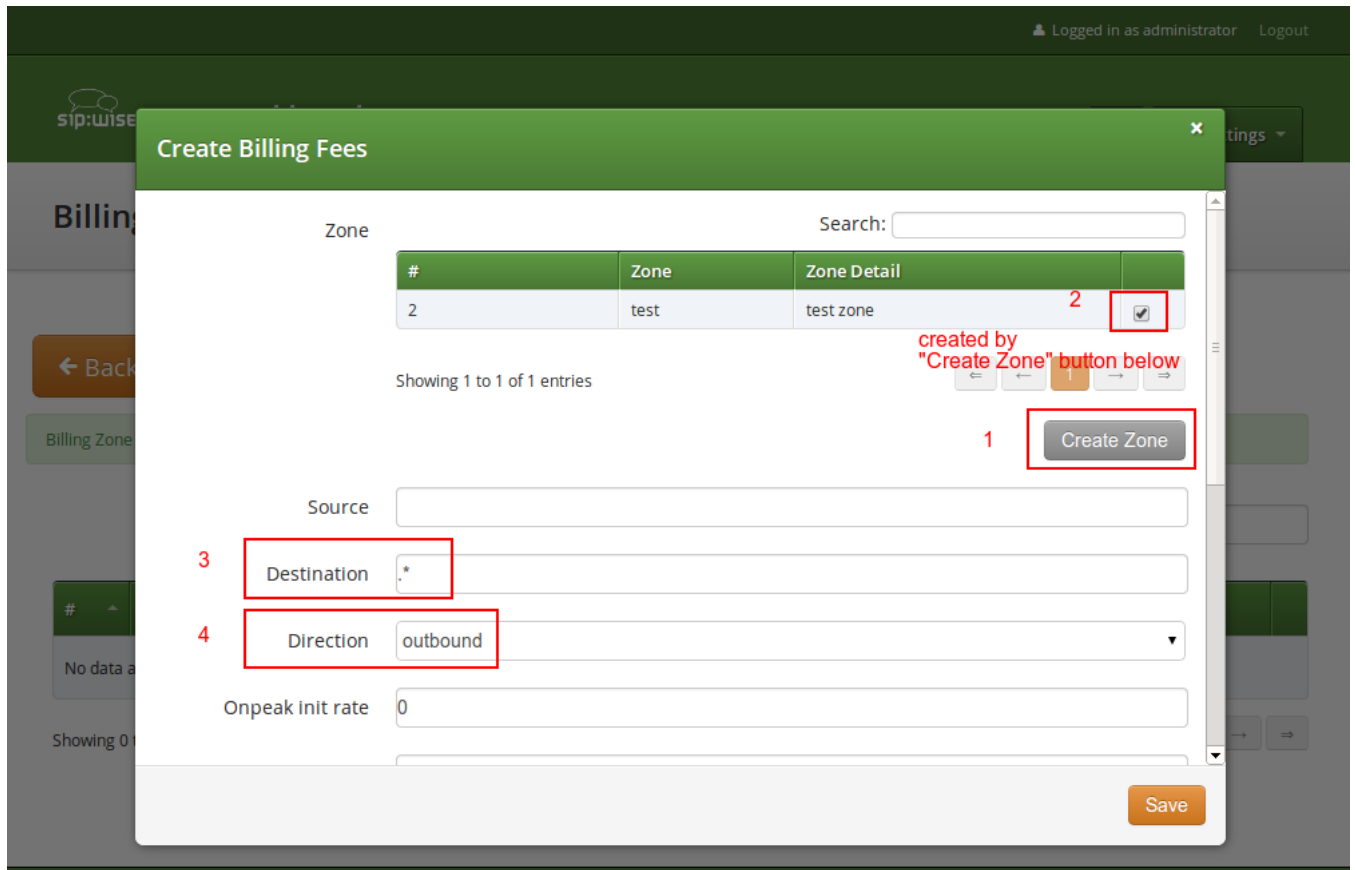 Logged in as administrator Logout
sip:wise
tings
Create Billing Fees
×
Billing
Zone
Search:
# Zone Zone Detail
2 test test zone
2
created by
"Create Zone" button below
← Back
Showing 1 to 1 of 1 entries
⇐ ← 1 → ⇒
Billing Zone
1
Create Zone
Source
3
Destination .*
#
4
Direction outbound
No data a
Onpeak init rate 0
Showing 0
→ ⇒
Save